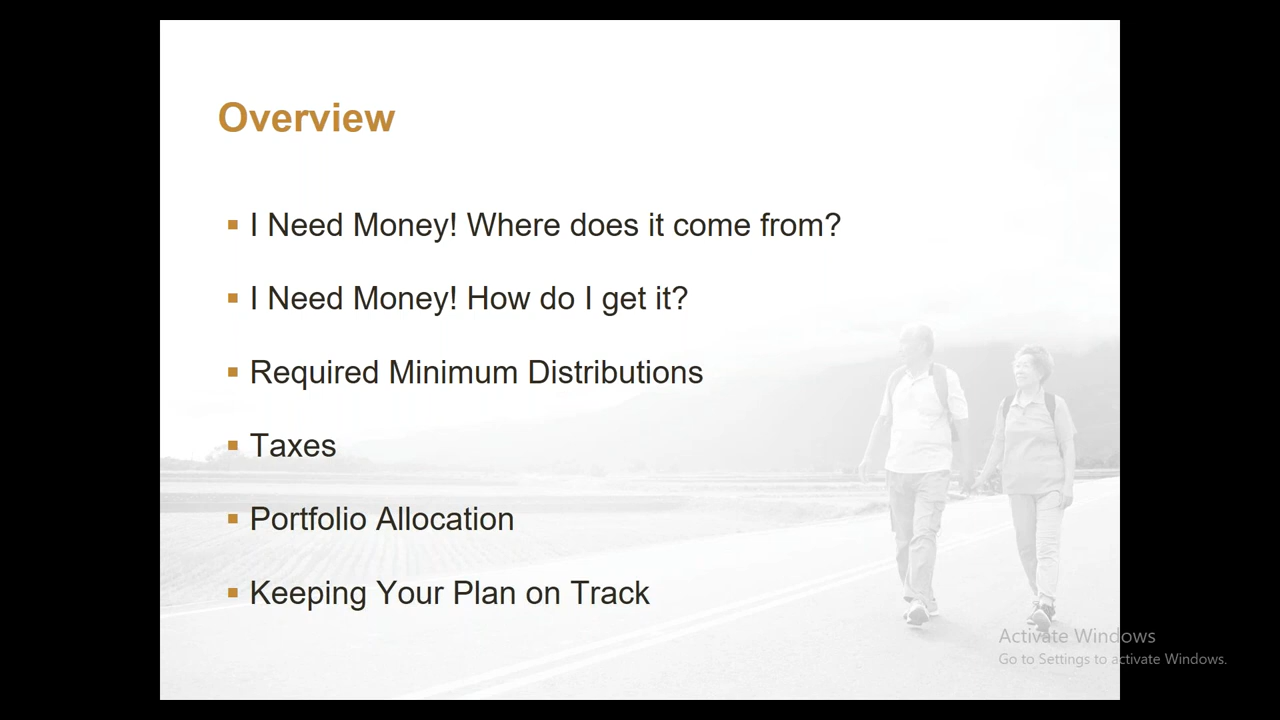 Overview
I Need Money! Where does it come from?
I Need Money! How do I get it?
Required Minimum Distributions
Taxes
Portfolio Allocation
Keeping Your Plan on Track
Activate Windows
Go to Settings to activate Windows.